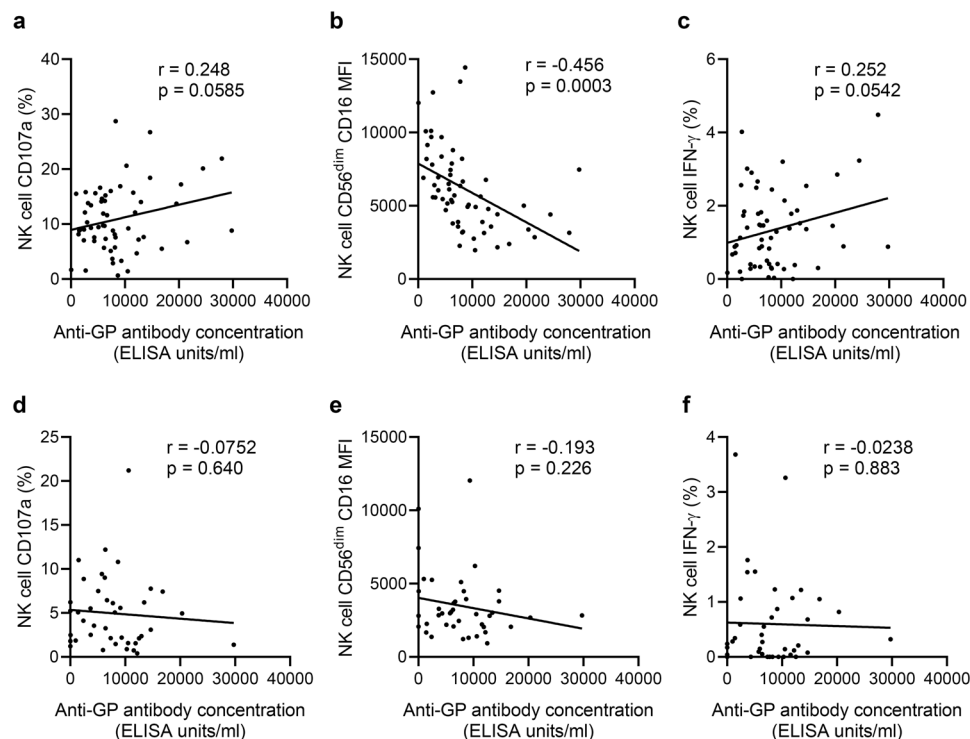 a
NK cell CD107a (%)
40
30
20
10
0
r = 0.248
p = 0.0585
0 10000 20000 30000 40000
Anti-GP antibody concentration
(ELISA units/ml)
b
NK cell CD56dim CD16 MFI
15000
10000
5000
0
r = -0.456
p = 0.0003
0 10000 20000 30000 40000
Anti-GP antibody concentration
(ELISA units/ml)
c
NK cell IFN-γ (%)
6
4
2
0
r = 0.252
p = 0.0542
0 10000 20000 30000 40000
Anti-GP antibody concentration
(ELISA units/ml)
d
NK cell CD107a (%)
25
20
15
10
5
0
r = -0.0752
p = 0.640
0 10000 20000 30000 40000
Anti-GP antibody concentration
(ELISA units/ml)
e
NK cell CD56dim CD16 MFI
15000
10000
5000
0
r = -0.193
p = 0.226
0 10000 20000 30000 40000
Anti-GP antibody concentration
(ELISA units/ml)
f
NK cell IFN-γ (%)
4
3
2
1
0
r = -0.0238
p = 0.883
0 10000 20000 30000 40000
Anti-GP antibody concentration
(ELISA units/ml)